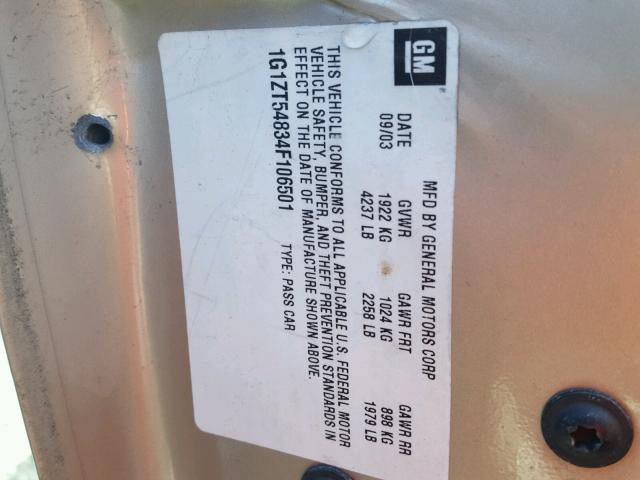 GM
MFD BY GENERAL MOTORS CORP
DATE GVWR GAWR FRT GAWR RR
09/03 1922 KG 1024 KG 898 KG
4237 LB 2258 LB 1979 LB
THIS VEHICLE CONFORMS TO ALL APPLICABLE U.S. FEDERAL MOTOR
VEHICLE SAFETY, BUMPER, AND THEFT PREVENTION STANDARDS IN
EFFECT ON THE DATE OF MANUFACTURE SHOWN ABOVE.
1G1ZT54834F106501 TYPE: PASS CAR